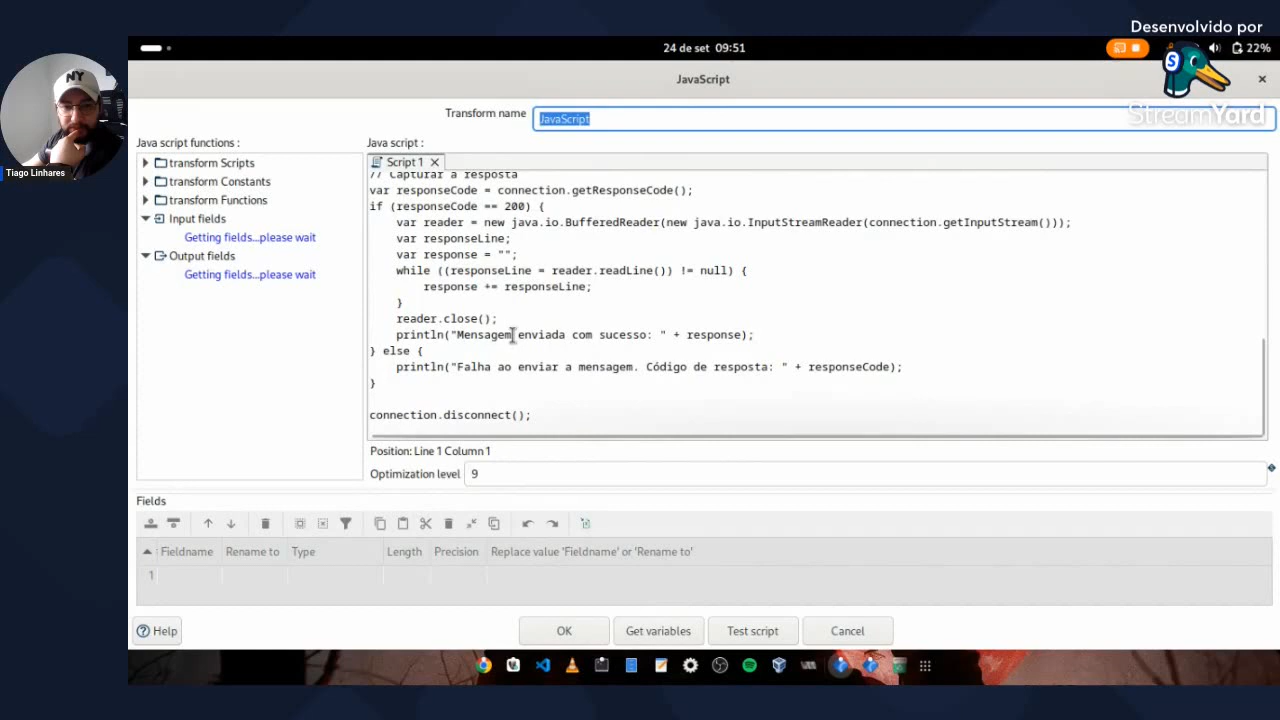 Desenvolvido por
StreamYard
Tiago Linhares
24 de set 09:51
22%
JavaScript
Transform name
JavaScript
Java script functions :
transform Scripts
transform Constants
transform Functions
Input fields
Getting fields...please wait
Output fields
Getting fields...please wait
Java script :
Script 1
// Capturar a resposta
var responseCode = connection.getResponseCode();
if (responseCode == 200) {
var reader = new java.io.BufferedReader(new java.io.InputStreamReader(connection.getInputStream()));
var responseLine;
var response = "";
while ((responseLine = reader.readLine()) != null) {
response += responseLine;
}
reader.close();
println("Mensagem enviada com sucesso: " + response);
} else {
println("Falha ao enviar a mensagem. Código de resposta: " + responseCode);
}
connection.disconnect();
Position: Line 1 Column 1
Optimization level 9
Fields
Fieldname Rename to Type Length Precision Replace value 'Fieldname' or 'Rename to'
1
Help
OK
Get variables
Test script
Cancel